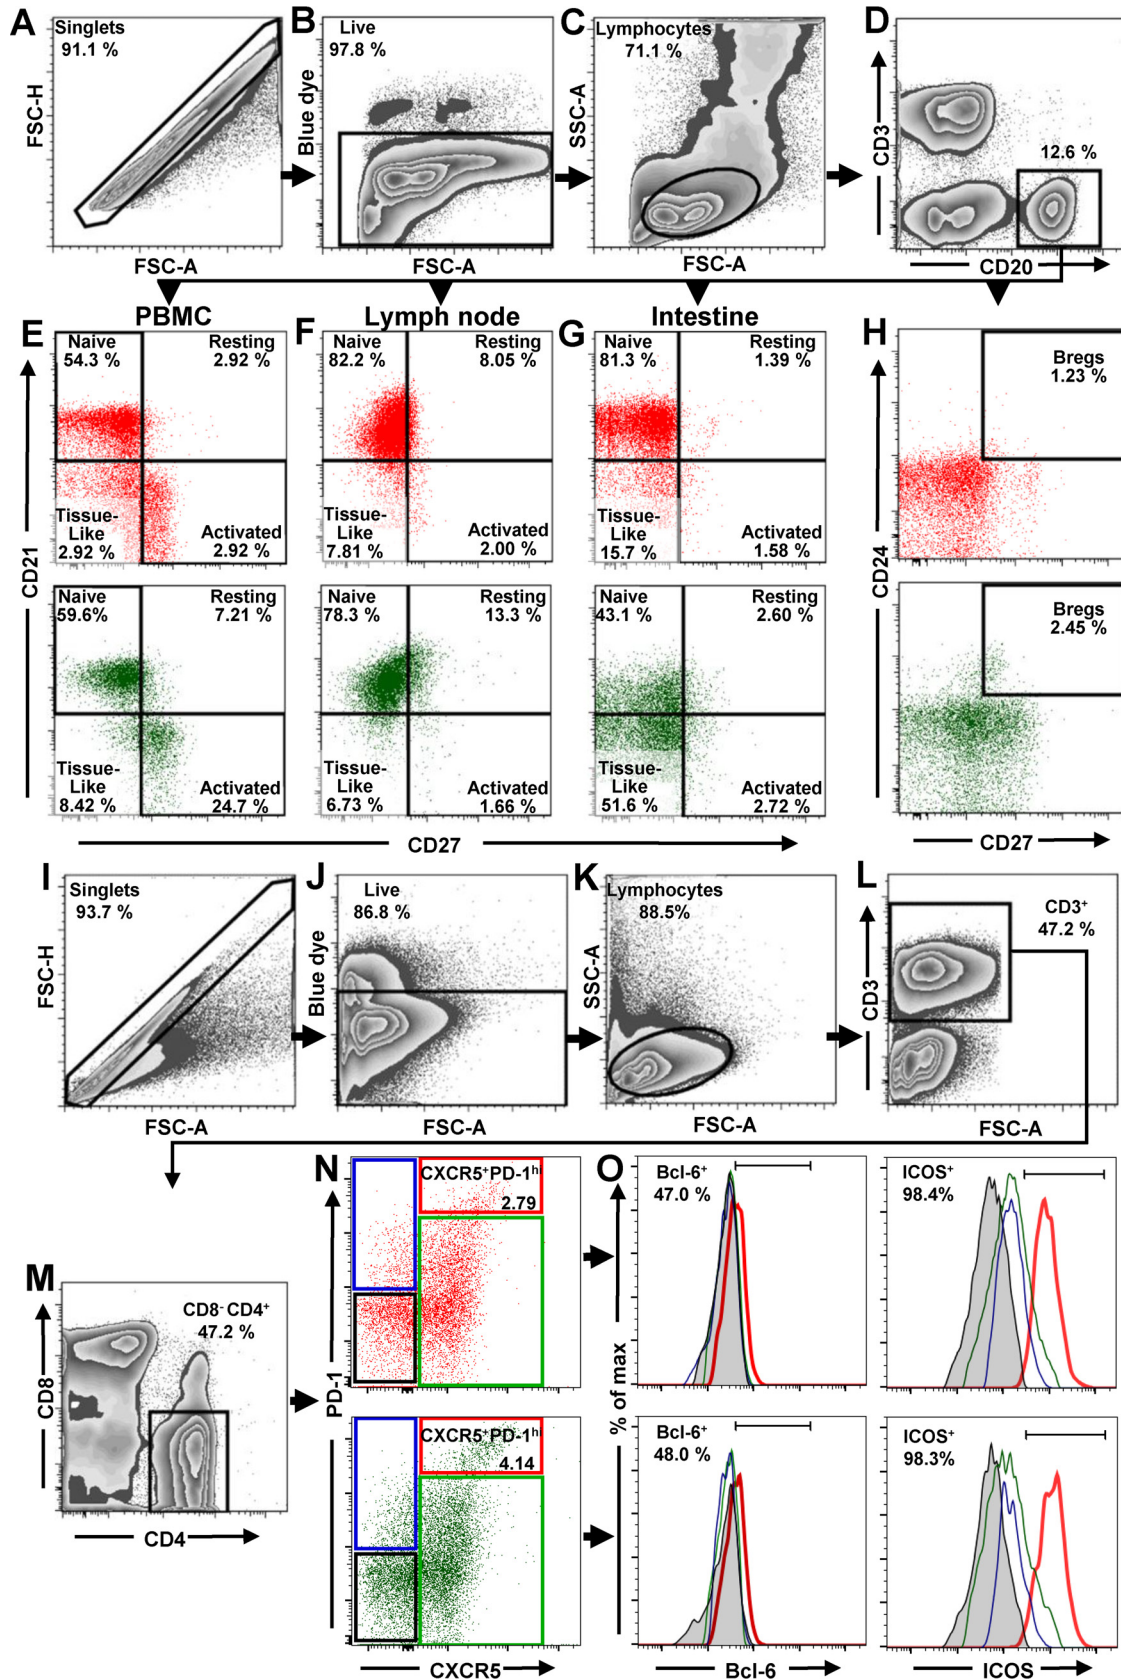 A
Singlets
91.1 %
FSC-H
FSC-A
B
Live
97.8 %
Blue dye
FSC-A
C
Lymphocytes
71.1%
SSC-A
FSC-A
D
CD3
12.6 %
CD20
PBMC
Lymph node
Intestine
E
Naive
54.3 %
Resting
2.92 %
Tissue-
Like
2.92 %
Activated
2.92 %
F
Naive
82.2 %
Resting
8.05 %
Tissue-
Like
7.81 %
Activated
2.00 %
G
Naive
81.3 %
Resting
1.39 %
Tissue-
Like
15.7 %
Activated
1.58 %
H
Bregs
1.23 %
CD21
CD24
Naive
59.6%
Resting
7.21 %
Tissue-
Like
8.42 %
Activated
24.7 %
Naive
78.3 %
Resting
13.3 %
Tissue-
Like
6.73 %
Activated
1.66 %
Naive
43.1 %
Resting
2.60 %
Tissue-
Like
51.6 %
Activated
2.72 %
Bregs
2.45 %
CD27
CD27
I
Singlets
93.7 %
FSC-H
FSC-A
J
Live
86.8 %
Blue dye
FSC-A
K
Lymphocytes
88.5%
SSC-A
FSC-A
L
CD3⁺
47.2 %
CD3
FSC-A
M
CD8⁻ CD4⁺
47.2 %
CD8
CD4
N
CXCR5⁺PD-1ʰⁱ
2.79
PD-1
CXCR5⁺PD-1ʰⁱ
4.14
CXCR5
O
Bcl-6⁺
47.0 %
ICOS⁺
98.4%
% of max
Bcl-6⁺
48.0 %
ICOS⁺
98.3%
Bcl-6
ICOS